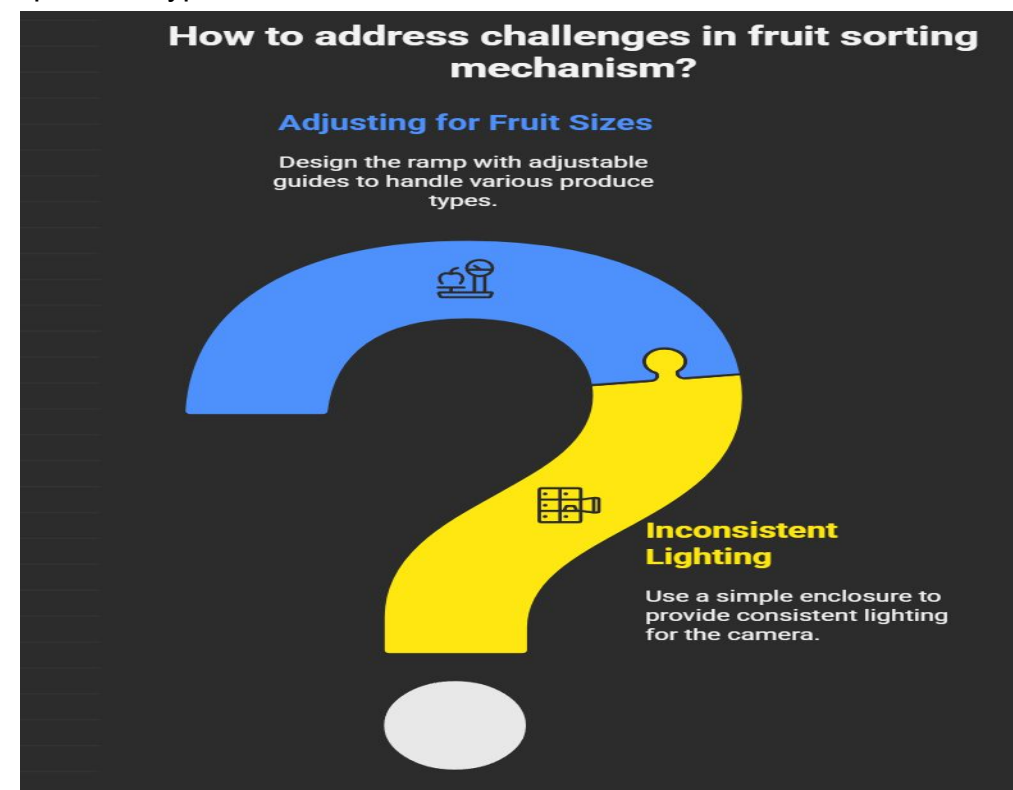 How to address challenges in fruit sorting
mechanism?
Adjusting for Fruit Sizes
Design the ramp with adjustable
guides to handle various produce
types.
Inconsistent
Lighting
Use a simple enclosure to
provide consistent lighting
for the camera.